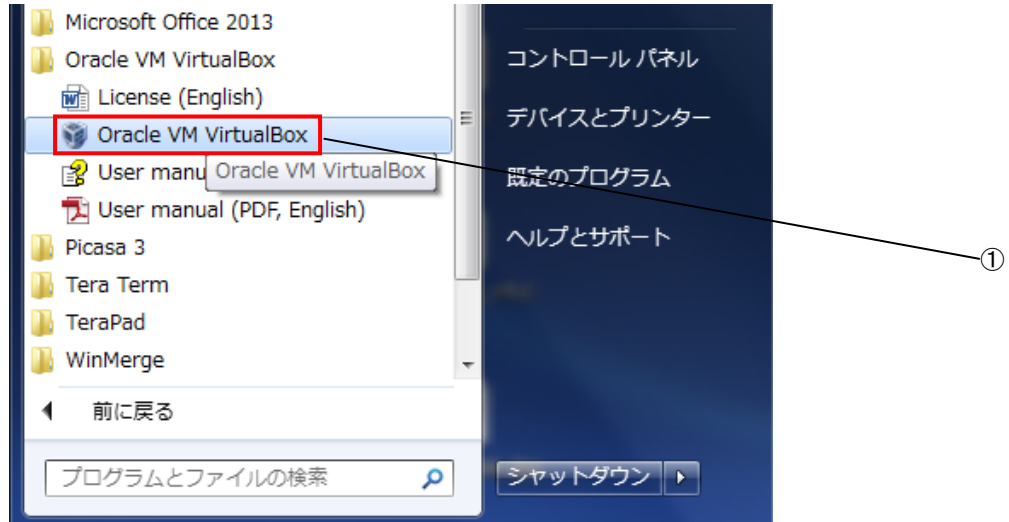 Microsoft Office 2013
Oracle VM VirtualBox
License (English)
Oracle VM VirtualBox
User manu
Oracle VM VirtualBox
User manual (PDF, English)
Picasa 3
Tera Term
TeraPad
WinMerge
前に戻る
プログラムとファイルの検索
コントロール パネル
デバイスとプリンター
既定のプログラム
ヘルプとサポート
シャットダウン
①